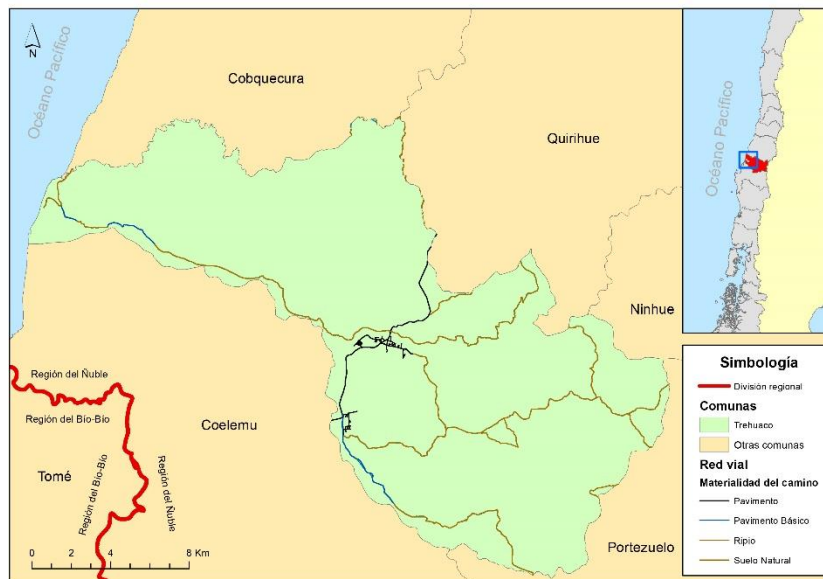 N
Océano Pacífico
Cobquecura
Quirihue
Ninhue
Región del Ñuble
Región del Bío-Bío
Coelemu
Tomé
Región del Bío-Bío
Región del Ñuble
Portezuelo
0 2 4 8 Km
Océano Pacífico
Simbología
División regional
Comunas
Trehuaco
Otras comunas
Red vial
Materialidad del camino
Pavimento
Pavimento Básico
Ripio
Suelo Natural